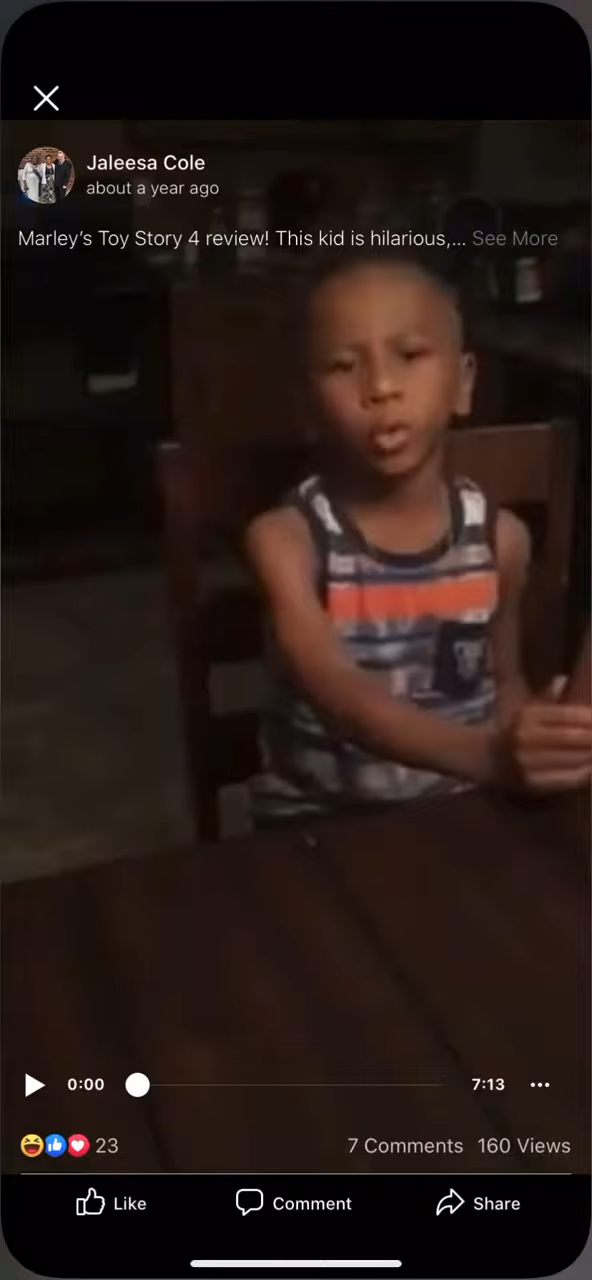 Jaleesa Cole
about a year ago
Marley's Toy Story 4 review! This kid is hilarious,... See More
0:00 7:13
23 7 Comments 160 Views
Like Comment Share